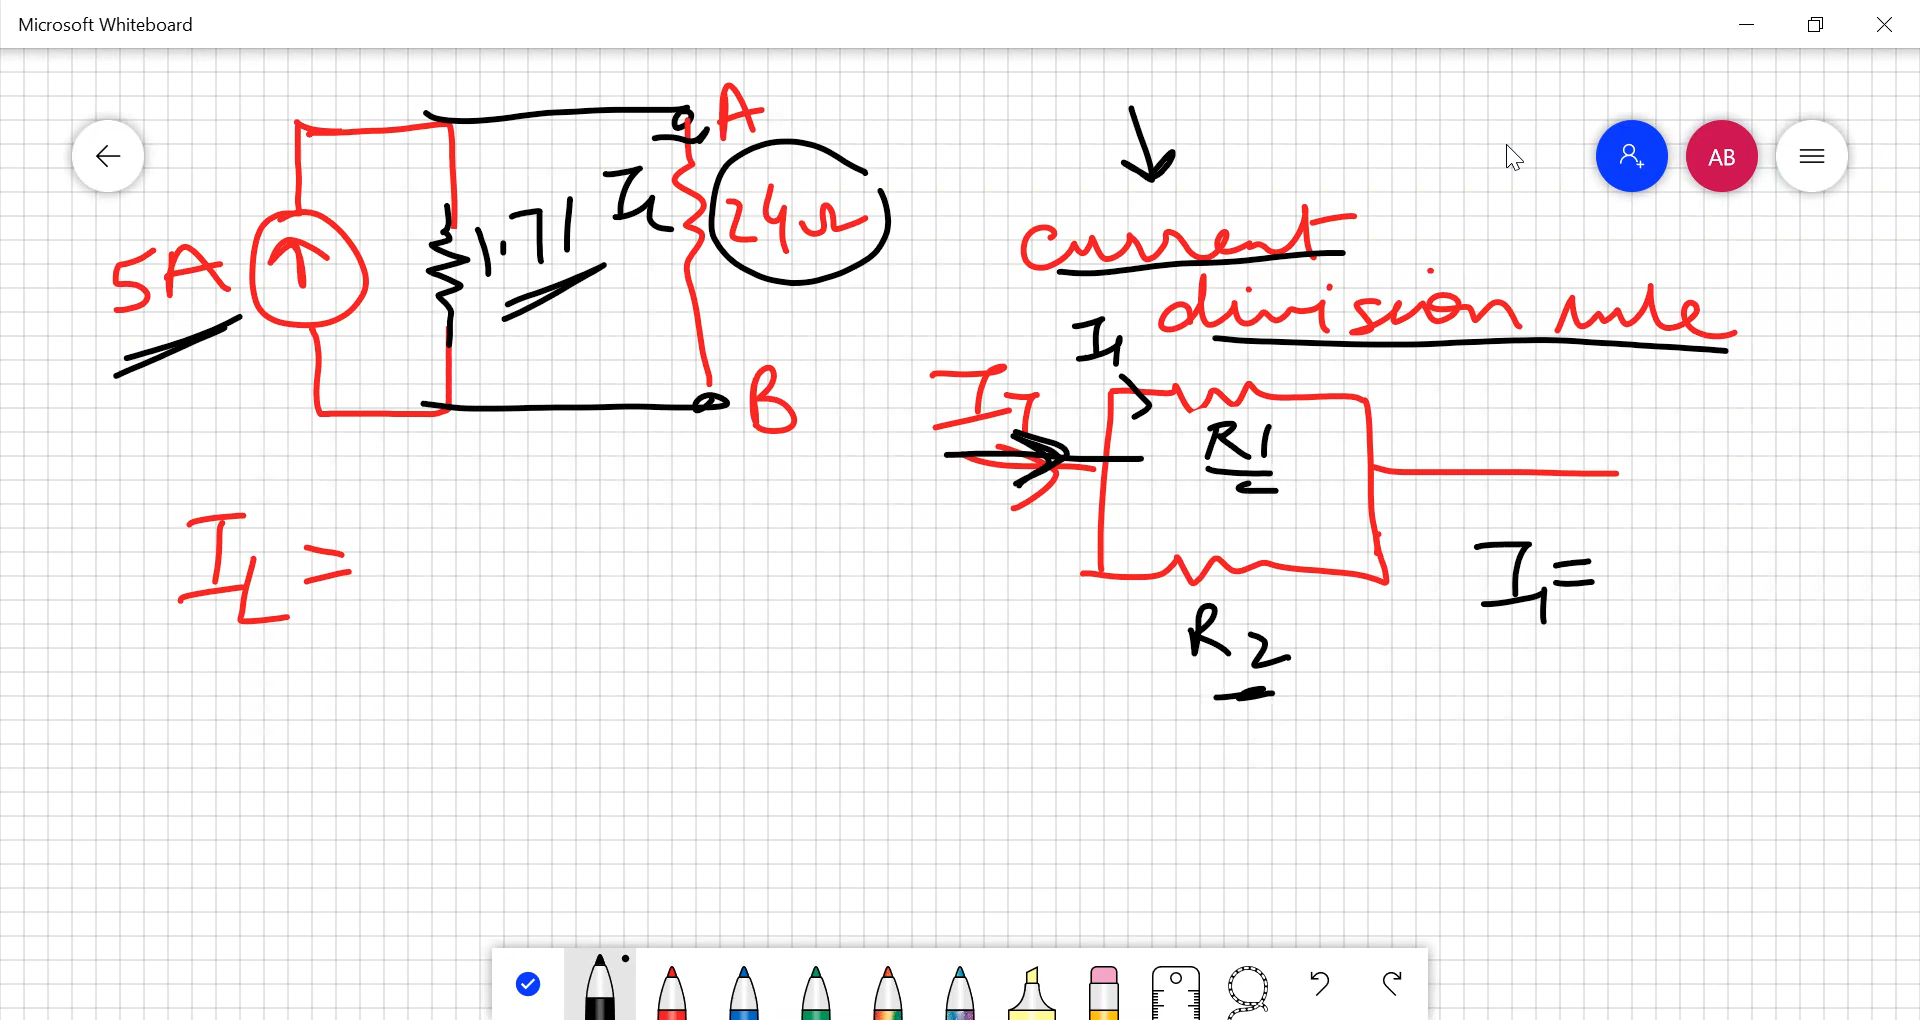 Microsoft Whiteboard
A
5A
1.71
IL
24Ω
B
IL =
current
division rule
I1
IT
R1
R2
I1 =
AB